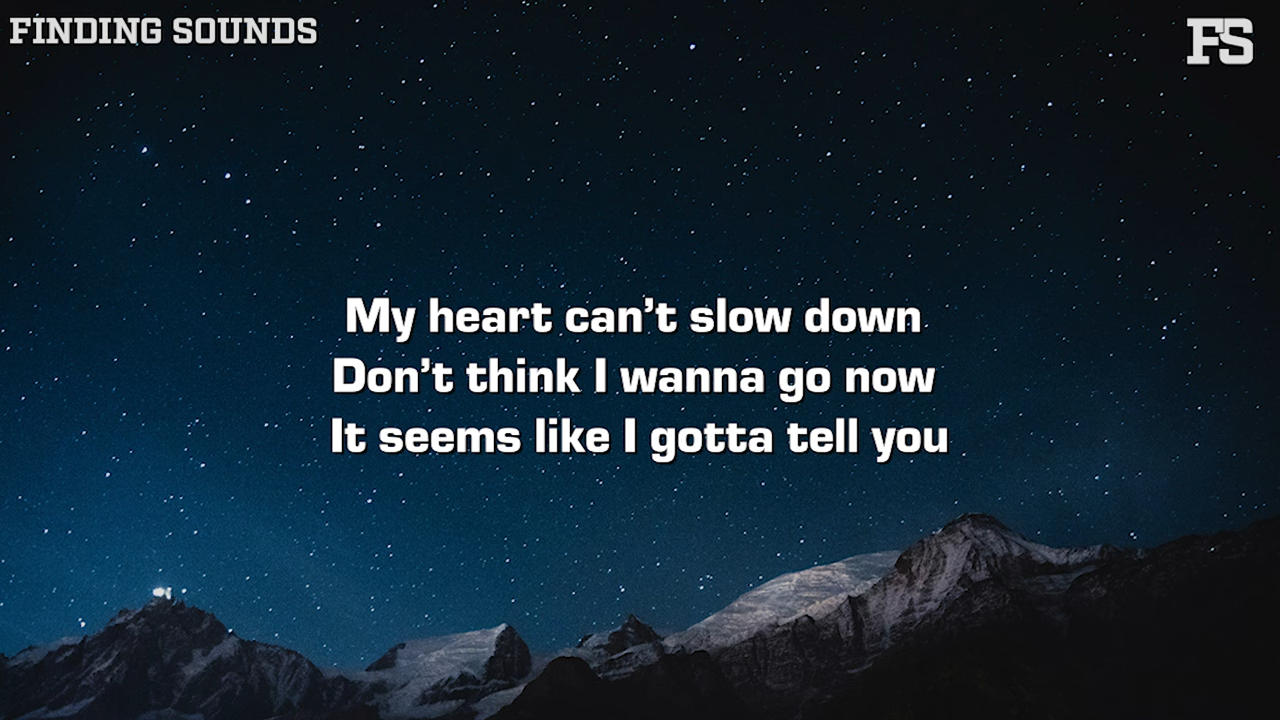 FINDING SOUNDS
FS
My heart can’t slow down
Don’t think I wanna go now
It seems like I gotta tell you